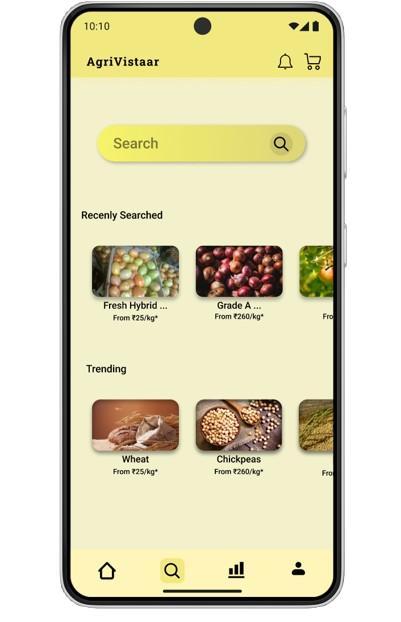 10:10
AgriVistaar
Search
Recenly Searched
Fresh Hybrid ...
Grade A ...
From ₹25/kg*
From ₹260/kg*
Fro
Trending
Wheat
Chickpeas
From ₹25/kg*
From ₹260/kg*
Fro